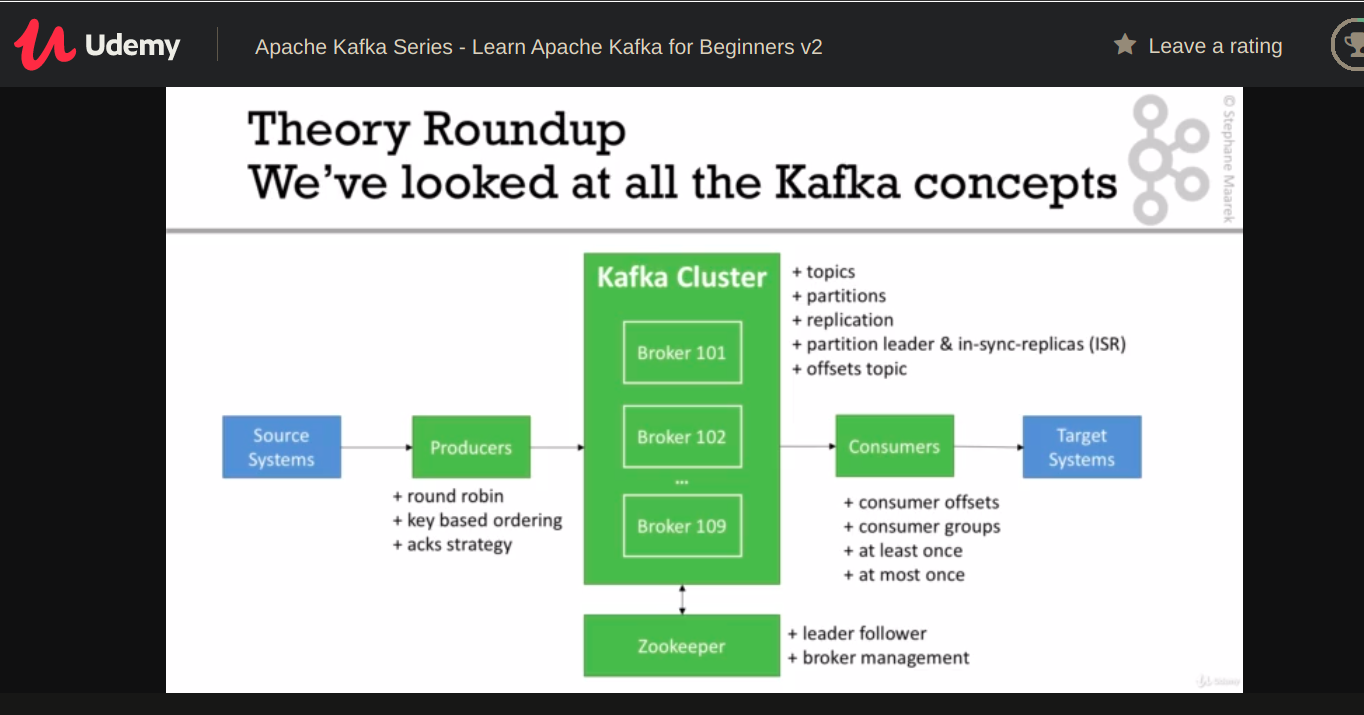 Udemy
Apache Kafka Series - Learn Apache Kafka for Beginners v2
Leave a rating
Theory Roundup
We've looked at all the Kafka concepts
© Stephane Maarek
Kafka Cluster
Broker 101
Broker 102
...
Broker 109
+ topics
+ partitions
+ replication
+ partition leader & in-sync-replicas (ISR)
+ offsets topic
Source
Systems
Producers
+ round robin
+ key based ordering
+ acks strategy
Consumers
+ consumer offsets
+ consumer groups
+ at least once
+ at most once
Target
Systems
Zookeeper
+ leader follower
+ broker management
Udemy